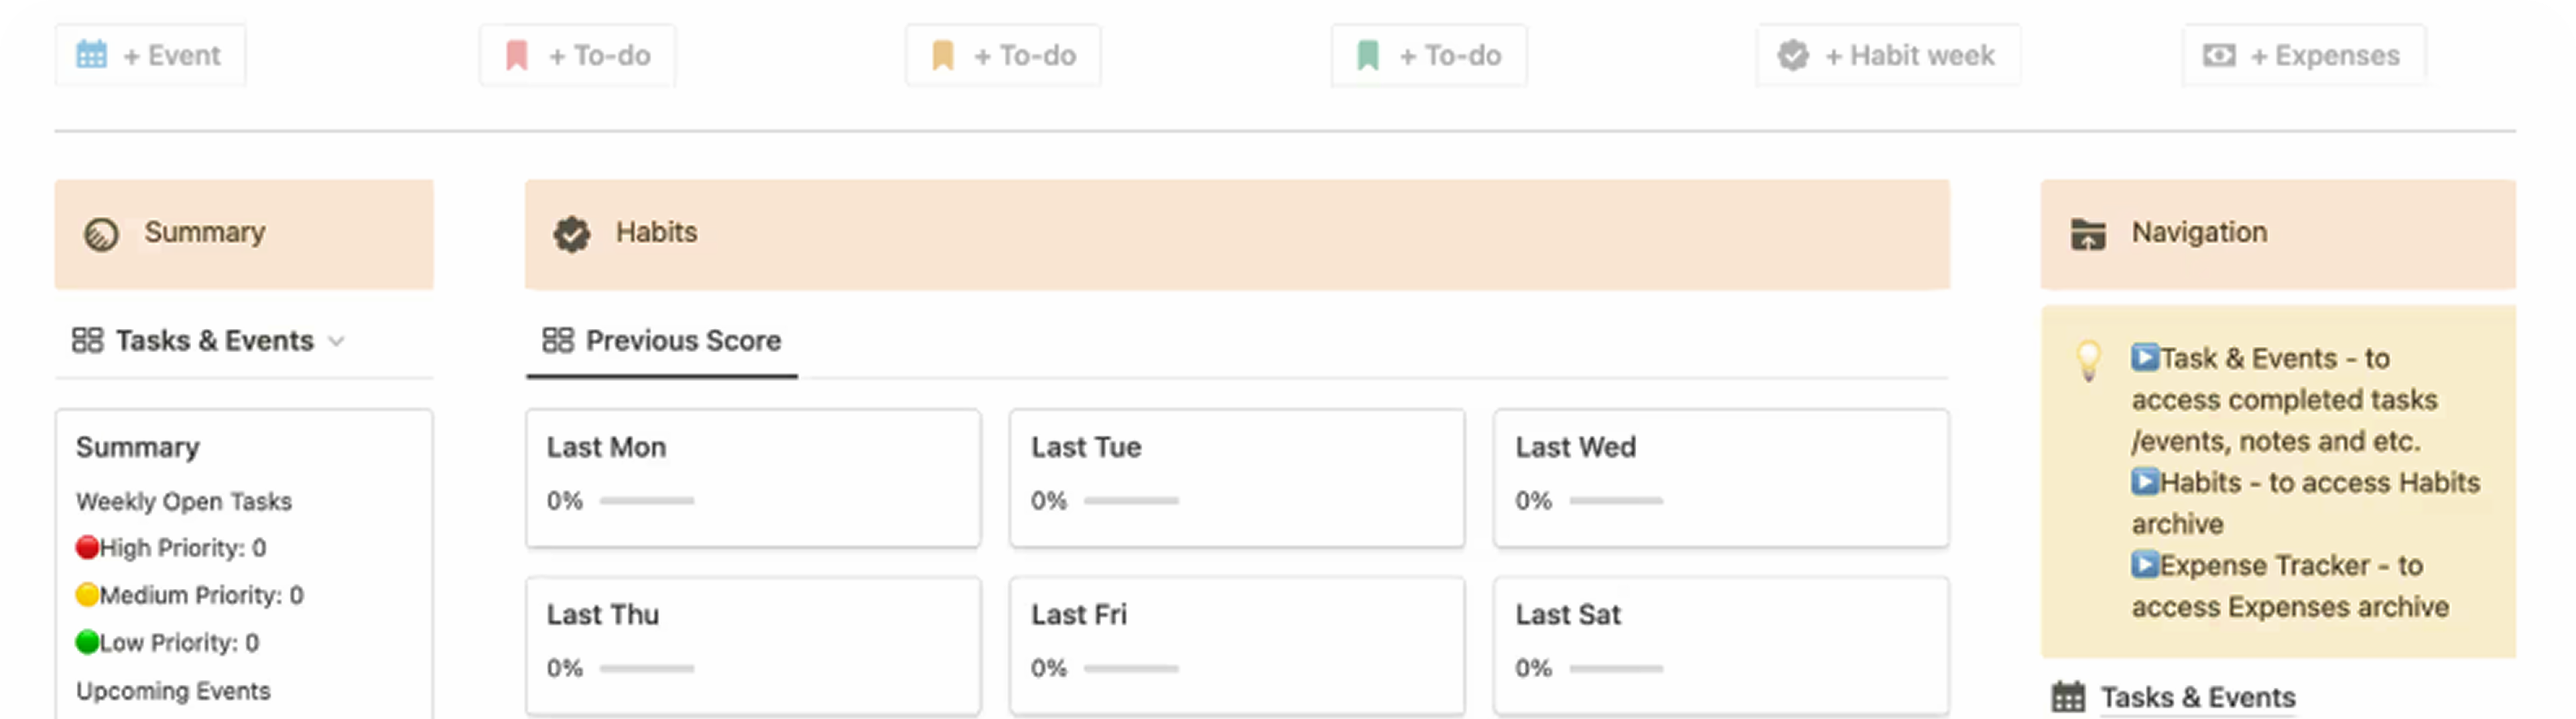 + Event
+ To-do
+ To-do
+ To-do
+ Habit week
+ Expenses
Summary
Tasks & Events
Summary
Weekly Open Tasks
High Priority: 0
Medium Priority: 0
Low Priority: 0
Upcoming Events
Habits
Previous Score
Last Mon
0%
Last Tue
0%
Last Wed
0%
Last Thu
0%
Last Fri
0%
Last Sat
0%
Navigation
Task & Events - to
access completed tasks
/events, notes and etc.
Habits - to access Habits
archive
Expense Tracker - to
access Expenses archive
Tasks & Events